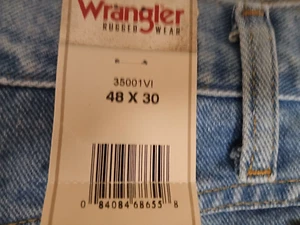 Wrangler
RUGGED WEAR
35001VI
48 X 30
0 84084 68655 8